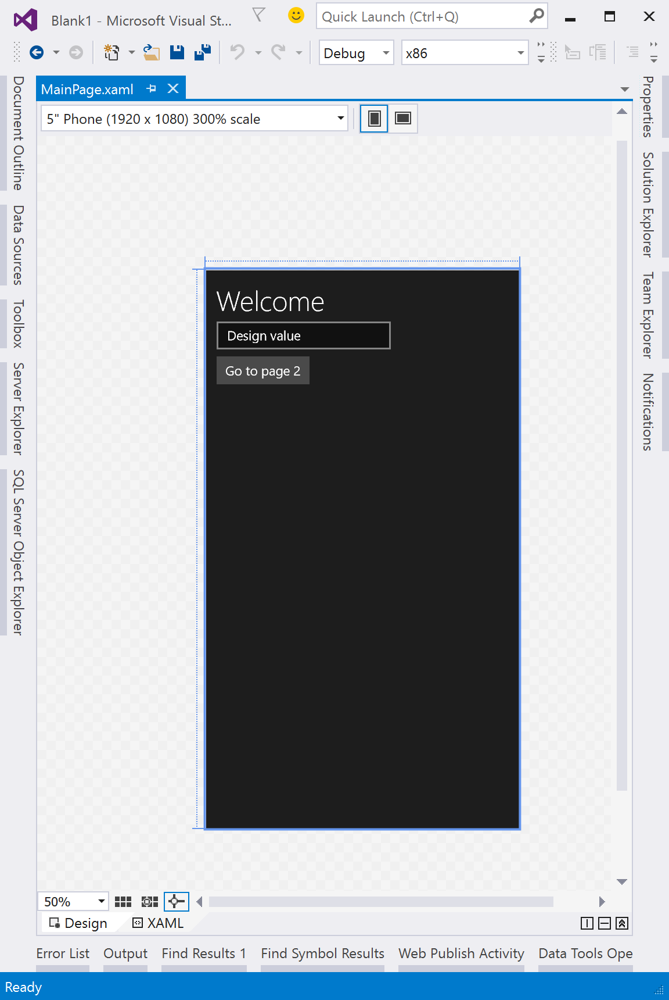 Blank1 - Microsoft Visual St...
Quick Launch (Ctrl+Q)
Debug
x86
MainPage.xaml
5" Phone (1920 x 1080) 300% scale
Document Outline
Data Sources
Toolbox
Server Explorer
SQL Server Object Explorer
Welcome
Design value
Go to page 2
Properties
Solution Explorer
Team Explorer
Notifications
50%
Design
XAML
Error List
Output
Find Results 1
Find Symbol Results
Web Publish Activity
Data Tools Ope
Ready